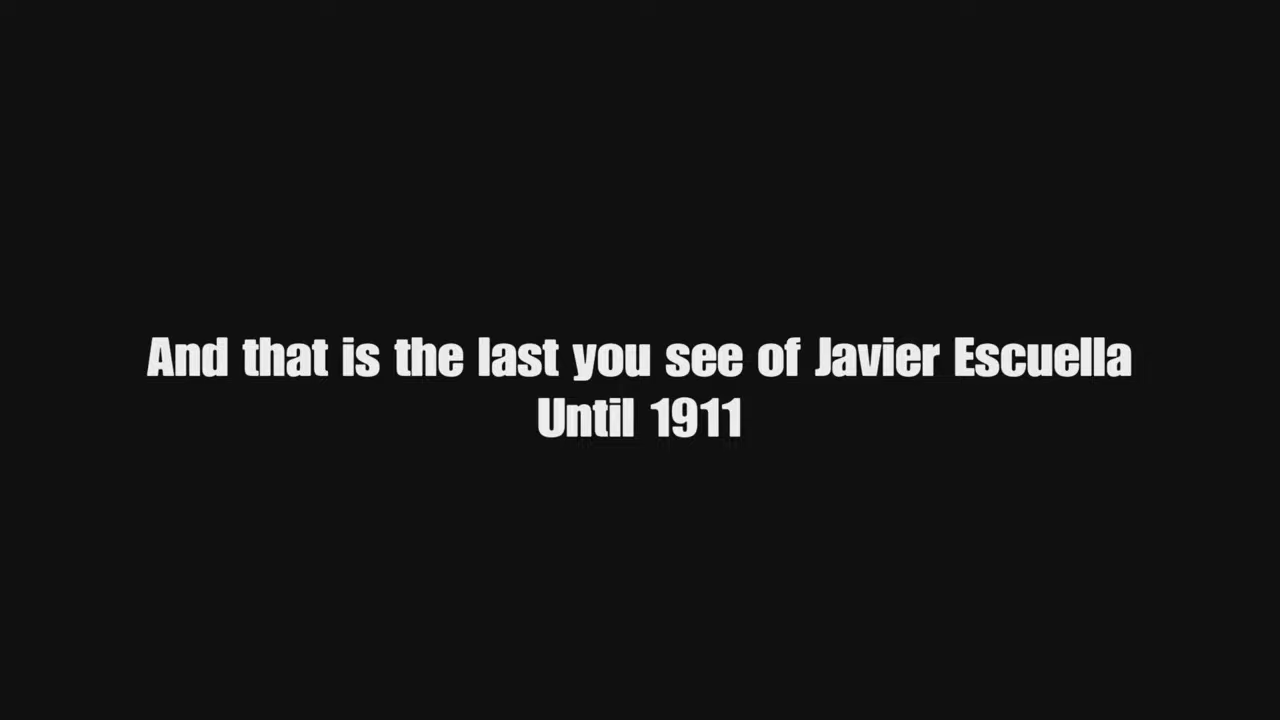 And that is the last you see of Javier Escuella
Until 1911